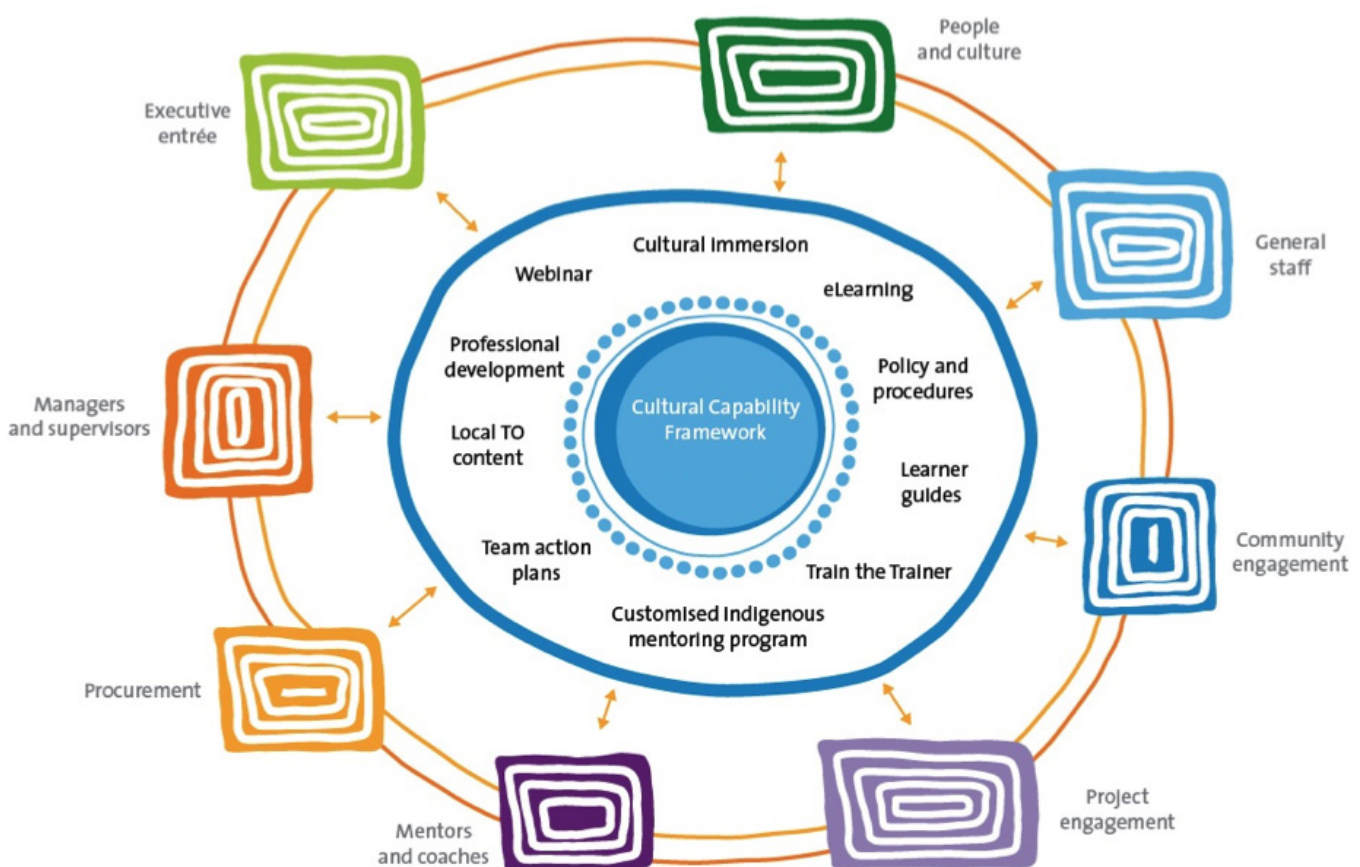 People
and culture
Executive
entrée
General
staff
Cultural immersion
Webinar
eLearning
Professional
development
Policy and
procedures
Cultural Capability
Framework
Managers
and supervisors
Local TO
content
Learner
guides
Community
engagement
Team action
plans
Train the Trainer
Customised Indigenous
mentoring program
Procurement
Project
engagement
Mentors
and coaches